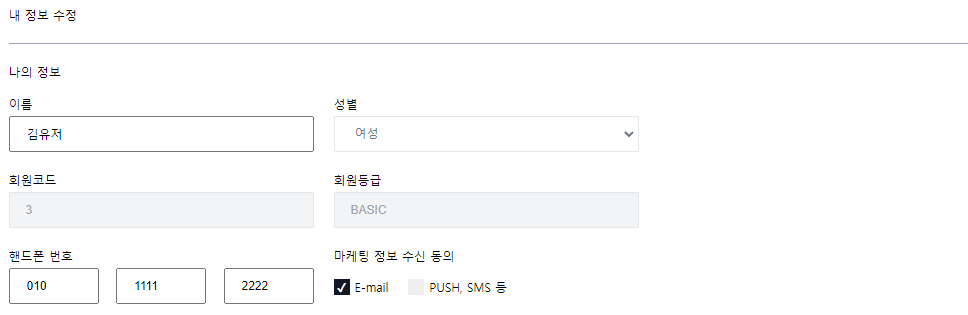 내 정보 수정
나의 정보
이름 성별
김유저 여성
회원코드 회원등급
3 BASIC
핸드폰 번호 마케팅 정보 수신 동의
010 1111 2222 E-mail PUSH, SMS 등